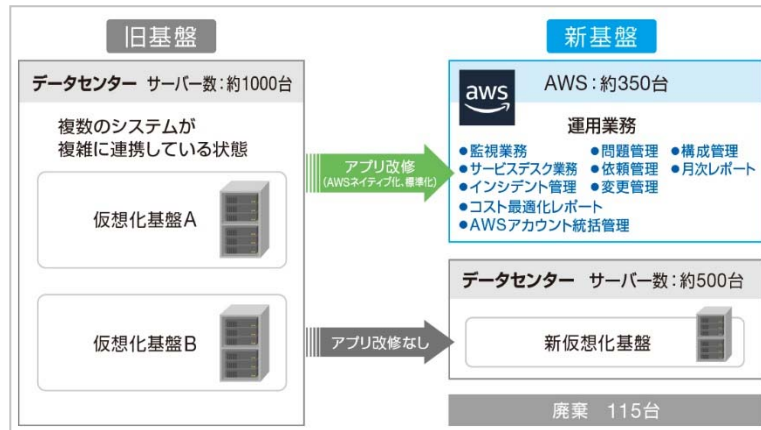 旧基盤
データセンター サーバー数：約1000台
複数のシステムが
複雑に連携している状態
仮想化基盤A
仮想化基盤B
アプリ改修
（AWSネイティブ化、標準化）
アプリ改修なし
新基盤
aws
AWS：約350台
運用業務
●監視業務 ●問題管理 ●構成管理
●サービスデスク業務 ●依頼管理 ●月次レポート
●インシデント管理 ●変更管理
●コスト最適化レポート
●AWSアカウント統括管理
データセンター サーバー数：約500台
新仮想化基盤
廃棄 115台